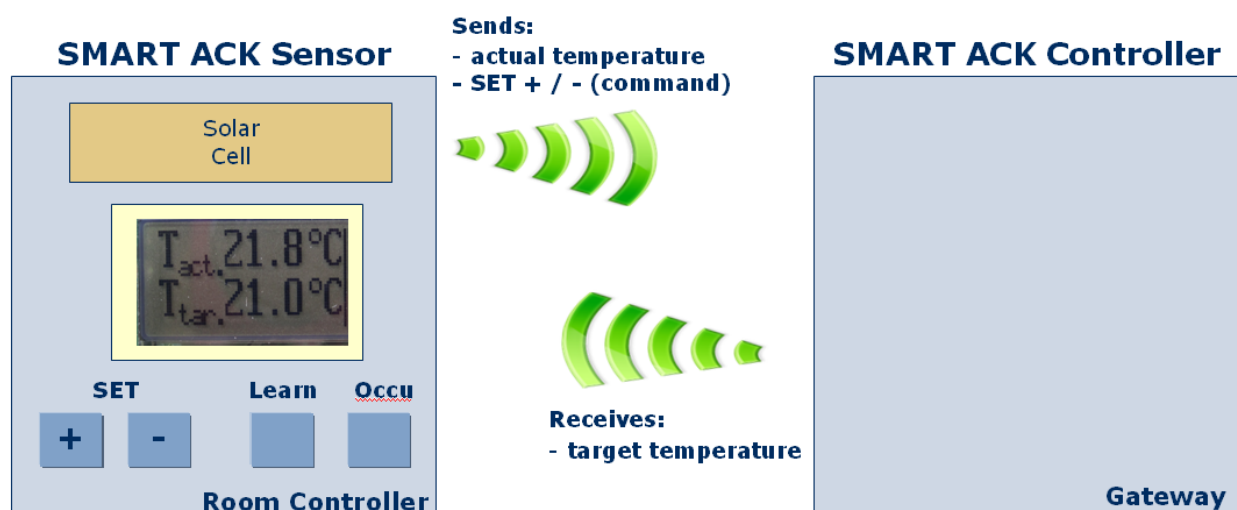 SMART ACK Sensor
Sends:
- actual temperature
- SET + / - (command)
SMART ACK Controller
Solar
Cell
Tact.21.8°C
Ttar.21.0°C
SET
Learn
Occu
+
-
Receives:
- target temperature
Room Controller
Gateway